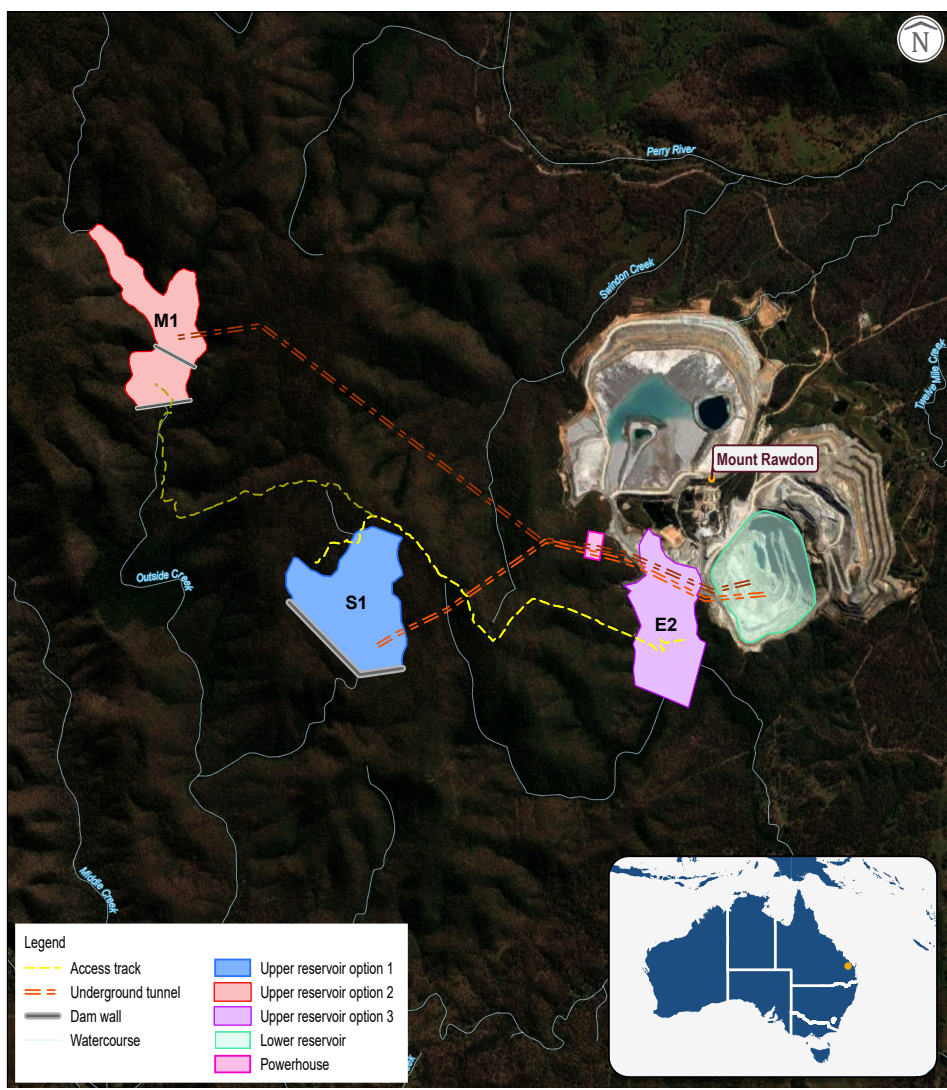 N
Perry River
Swindon Creek
Twelve Mile Creek
M1
Mount Rawdon
Outside Creek
S1
E2
Middle Creek
Creek
Legend
Access track
Underground tunnel
Dam wall
Watercourse
Upper reservoir option 1
Upper reservoir option 2
Upper reservoir option 3
Lower reservoir
Powerhouse